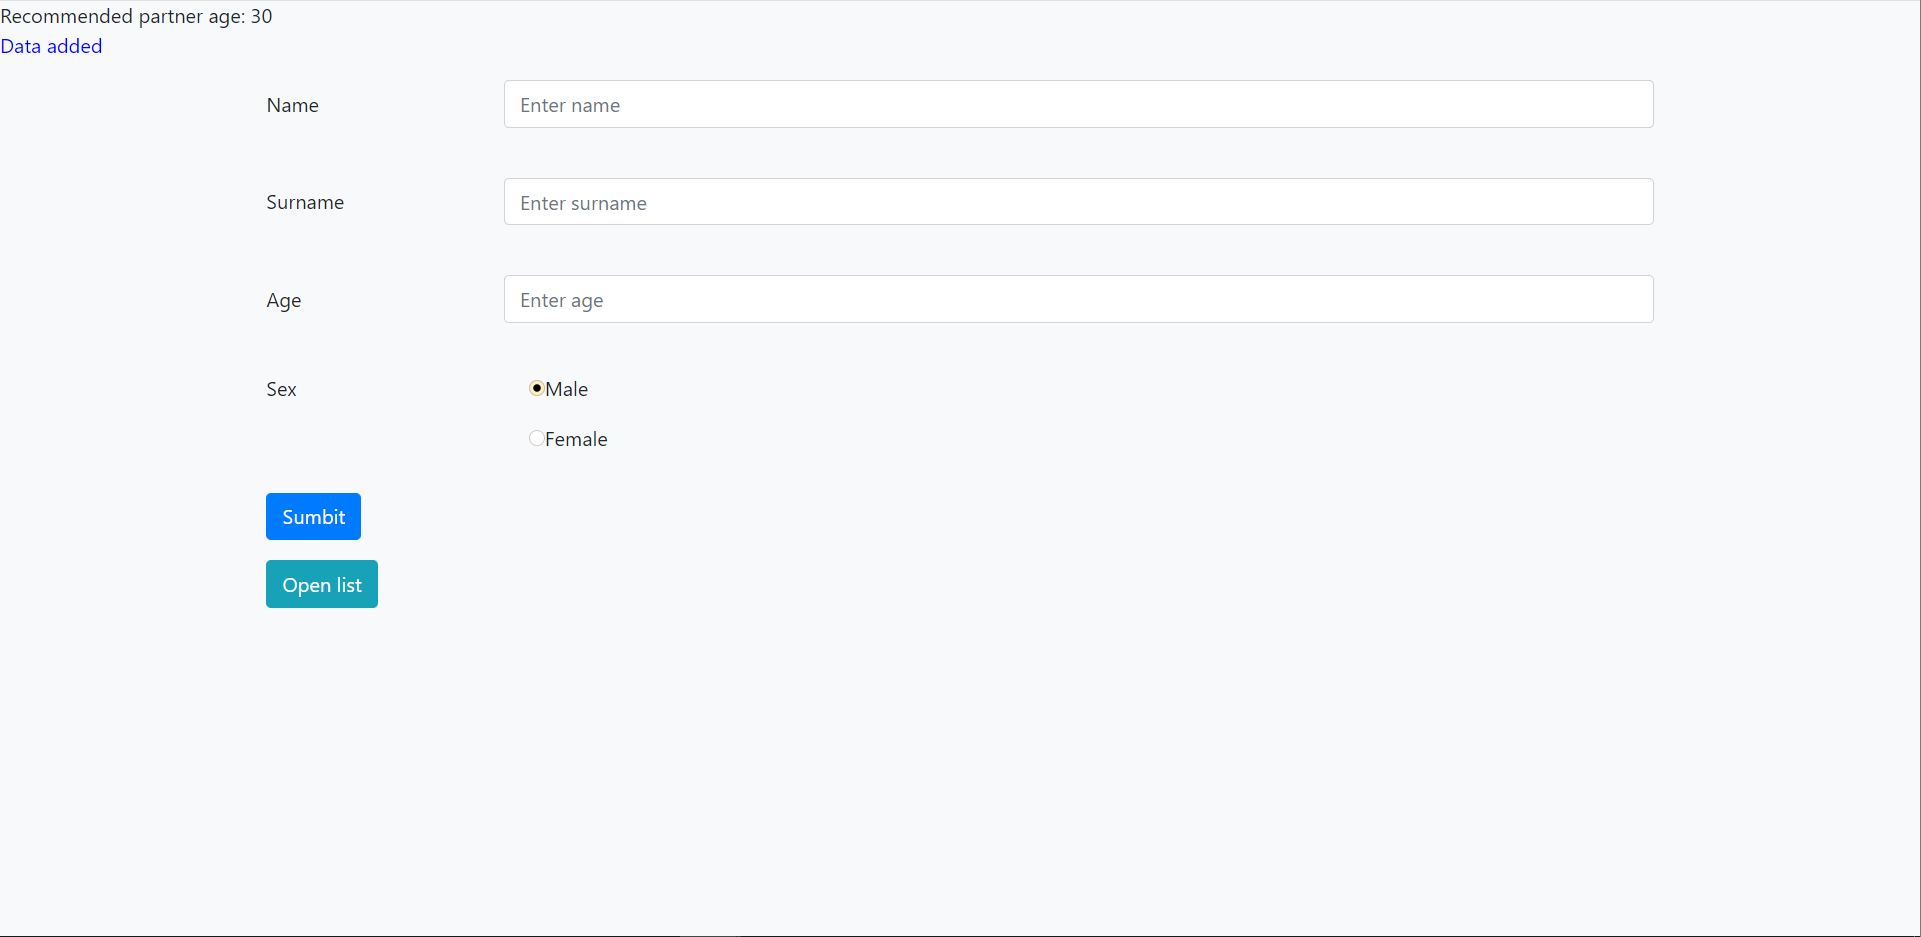 Recommended partner age: 30
Data added
Name
Enter name
Surname
Enter surname
Age
Enter age
Sex
Male
Female
Sumbit
Open list